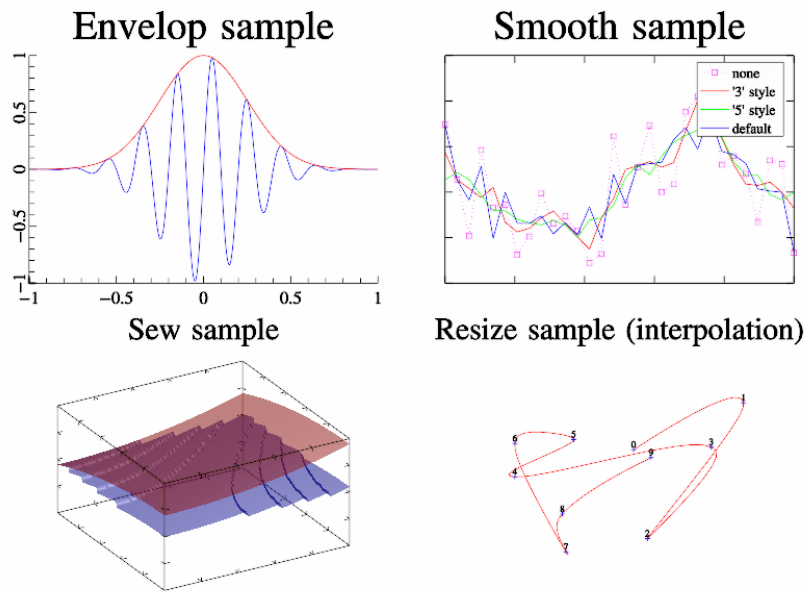 Envelop sample
Smooth sample
1
0.5
0
−0.5
−1
−1
−0.5
0
0.5
1
none
'3' style
'5' style
default
Sew sample
Resize sample (interpolation)
1
6
5
0
3
9
4
8
2
7